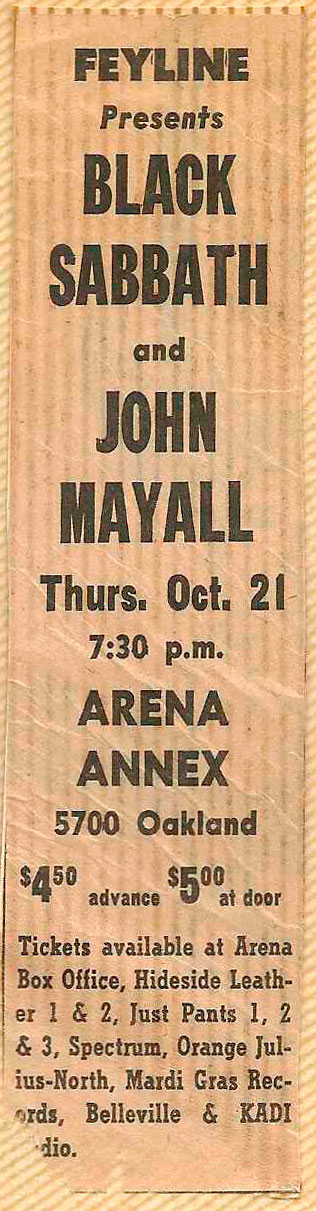 FEYLINE
Presents
BLACK
SABBATH
and
JOHN
MAYALL
Thurs. Oct. 21
7:30 p.m.
ARENA
ANNEX
5700 Oakland
$4.50 advance $5.00 at door
Tickets available at Arena
Box Office, Hideside Leath-
er 1 & 2, Just Pants 1, 2
& 3, Spectrum, Orange Jul-
ius-North, Mardi Gras Rec-
ords, Belleville & KADI
dio.